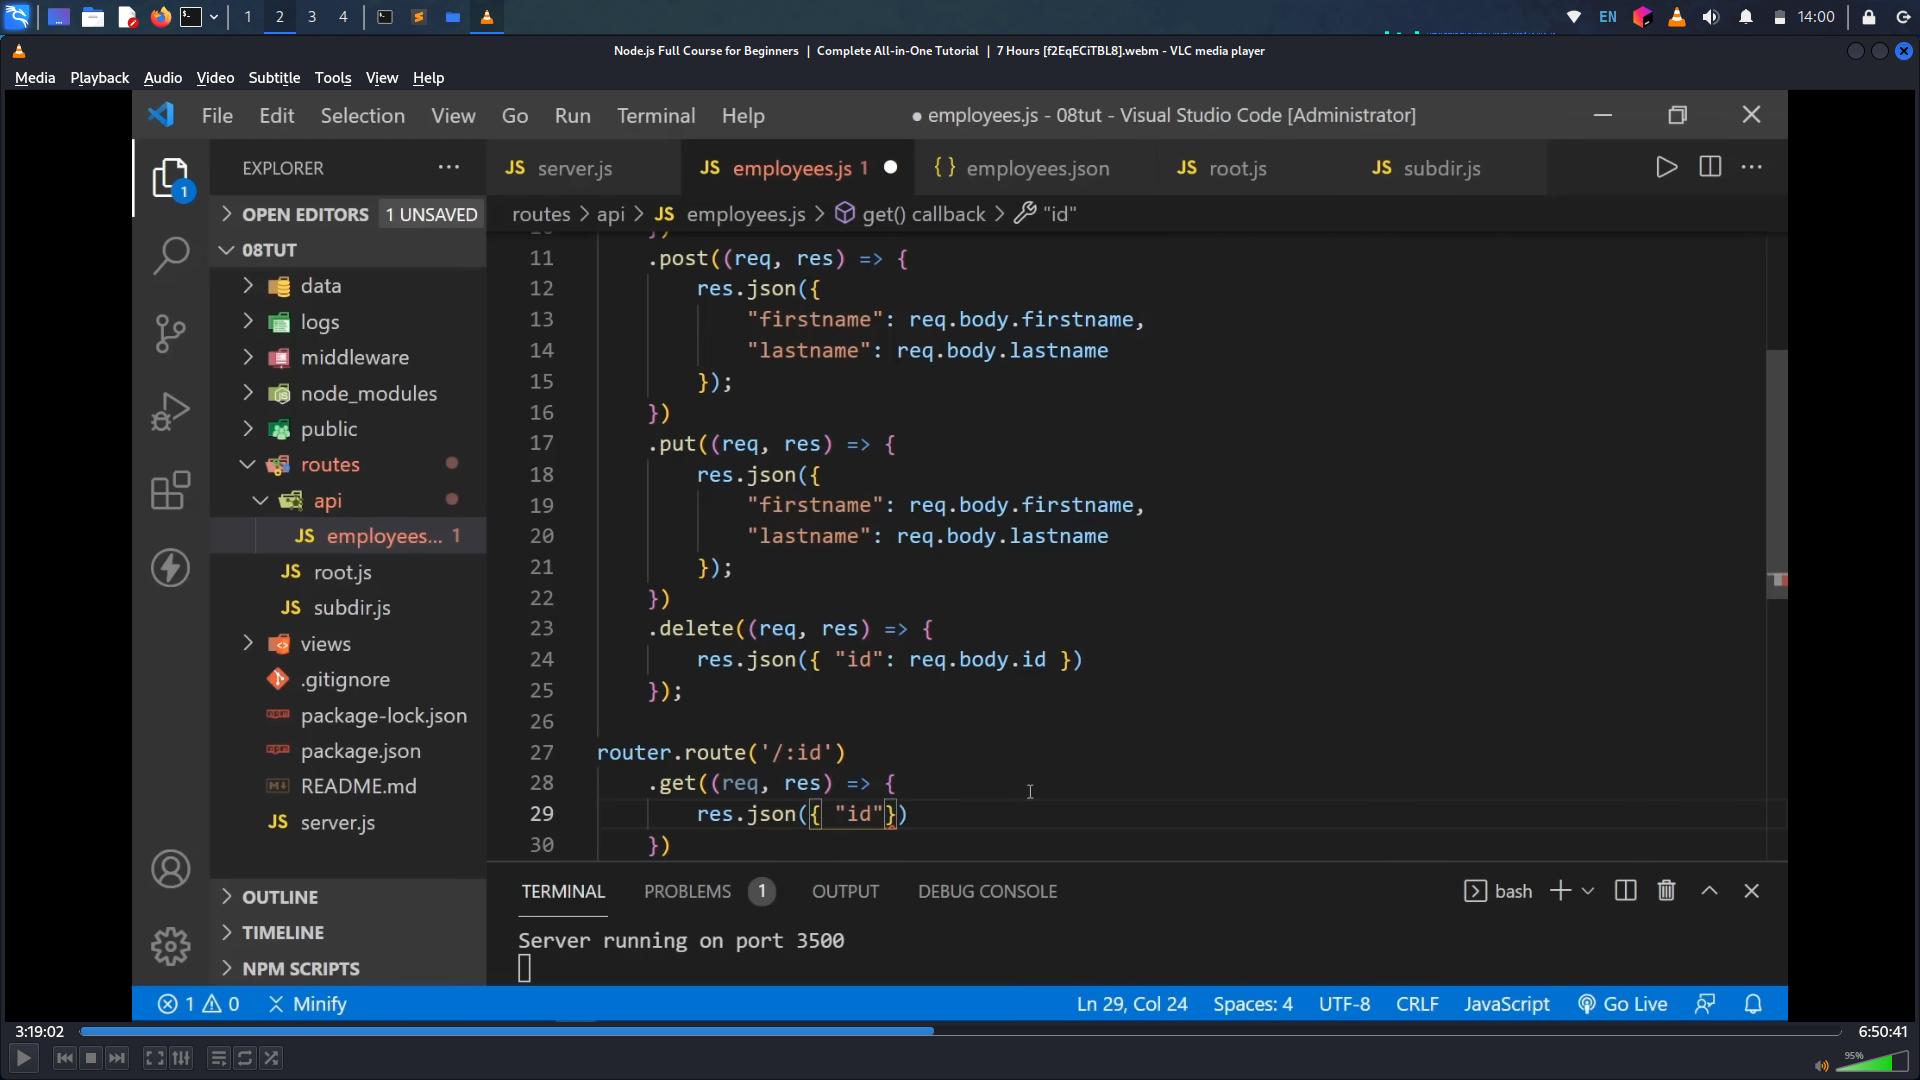 1
2
3
4
EN
14:00
Node.js Full Course for Beginners | Complete All-in-One Tutorial | 7 Hours [f2EqECiTBL8].webm - VLC media player
Media Playback Audio Video Subtitle Tools View Help
File Edit Selection View Go Run Terminal Help
● employees.js - 08tut - Visual Studio Code [Administrator]
1
EXPLORER ···
JS server.js
JS employees.js 1
{ } employees.json
JS root.js
JS subdir.js
OPEN EDITORS 1 UNSAVED
routes > api > JS employees.js > get() callback > "id"
08TUT
data
logs
middleware
node_modules
public
routes
api
JS employees... 1
JS root.js
JS subdir.js
views
.gitignore
package-lock.json
package.json
README.md
JS server.js
OUTLINE
TIMELINE
NPM SCRIPTS
10 })
11 .post((req, res) => {
12 res.json({
13 "firstname": req.body.firstname,
14 "lastname": req.body.lastname
15 });
16 })
17 .put((req, res) => {
18 res.json({
19 "firstname": req.body.firstname,
20 "lastname": req.body.lastname
21 });
22 })
23 .delete((req, res) => {
24 res.json({ "id": req.body.id })
25 });
26
27 router.route('/:id')
28 .get((req, res) => {
29 res.json({ "id"})
30 })
TERMINAL PROBLEMS 1 OUTPUT DEBUG CONSOLE
bash
Server running on port 3500
1 0 Minify
Ln 29, Col 24 Spaces: 4 UTF-8 CRLF JavaScript Go Live
3:19:02
6:50:41
95%